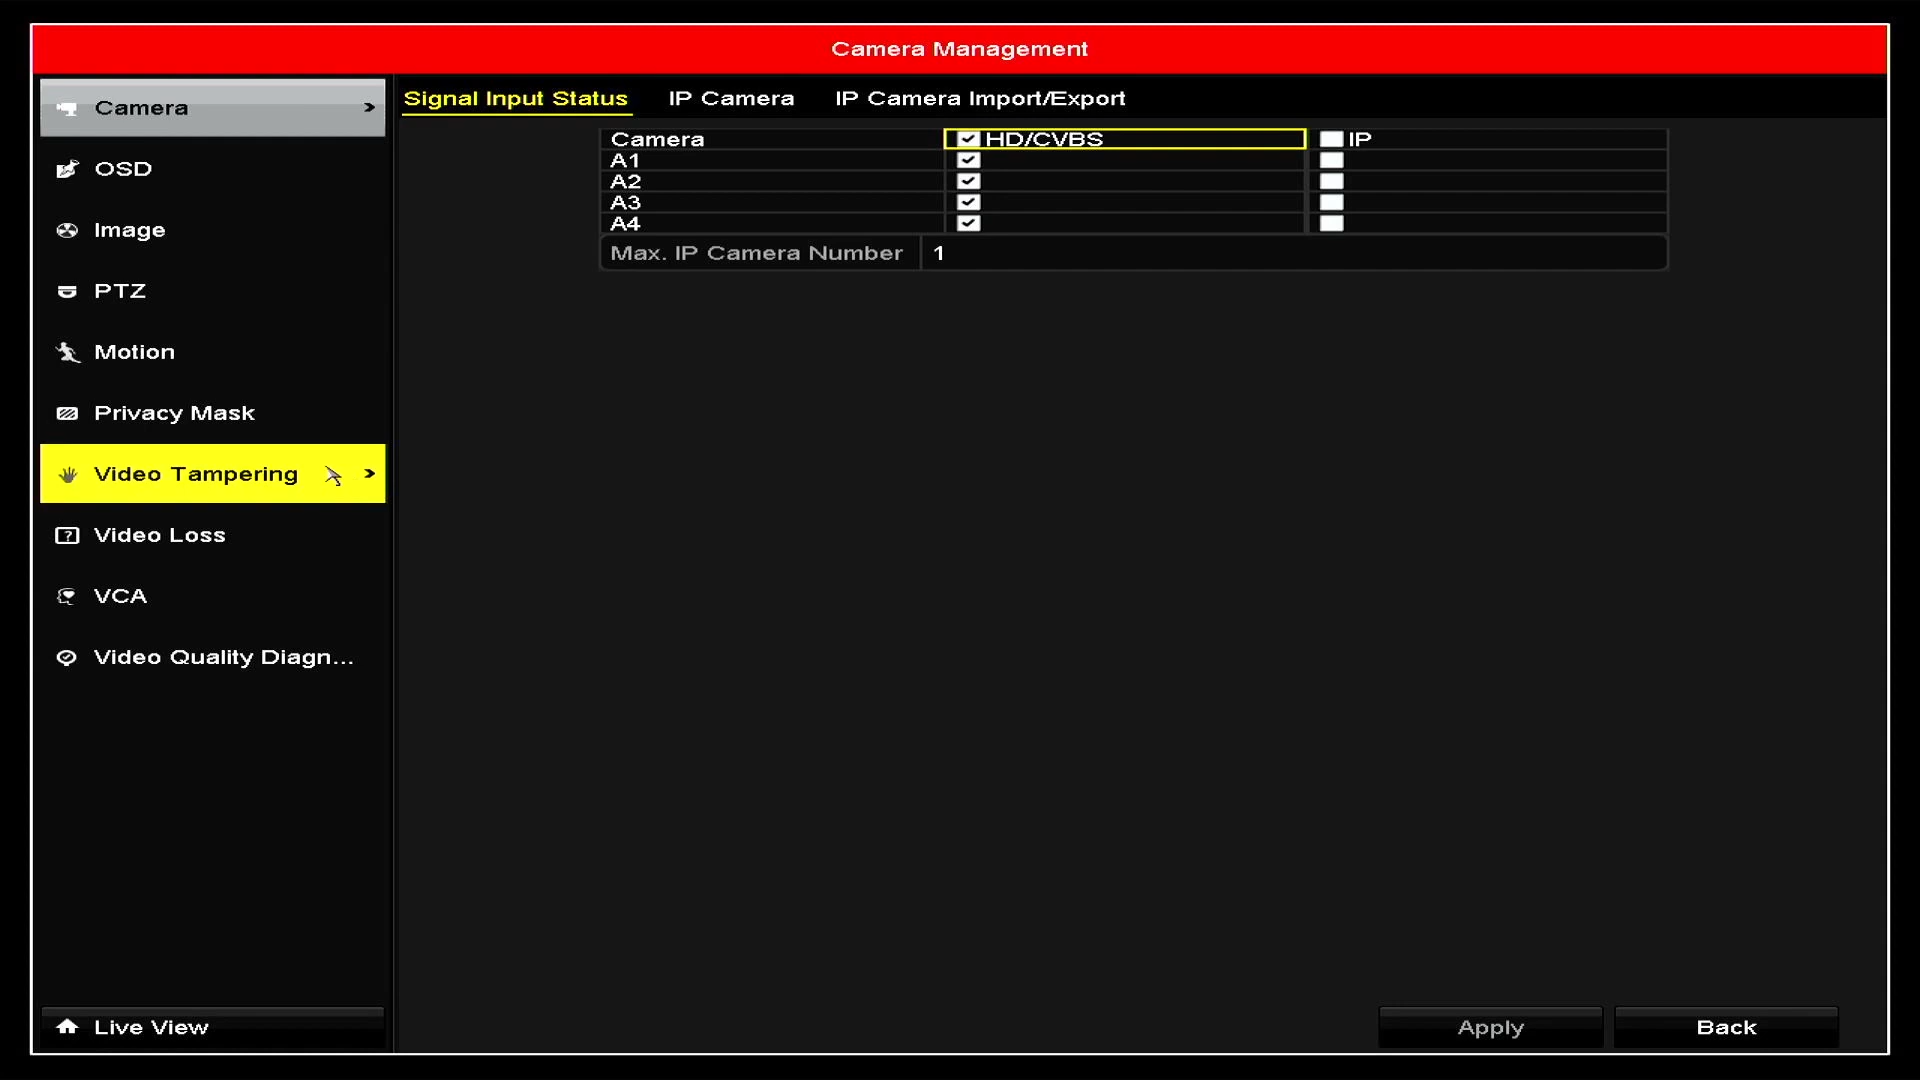 Camera Management
Camera
OSD
Image
PTZ
Motion
Privacy Mask
Video Tampering
Video Loss
VCA
Video Quality Diagn...
Live View
Signal Input Status IP Camera IP Camera Import/Export
Camera HD/CVBS IP
A1
A2
A3
A4
Max. IP Camera Number 1
Apply Back